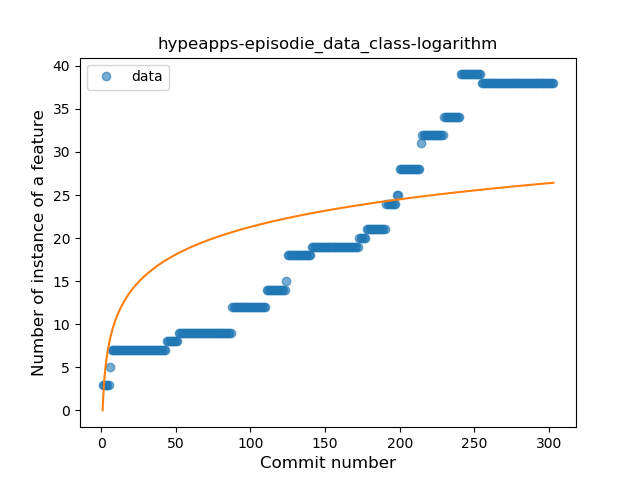 hypeapps-episodie_data_class-logarithm
data
Number of instance of a feature
40
35
30
25
20
15
10
5
0
0 50 100 150 200 250 300
Commit number